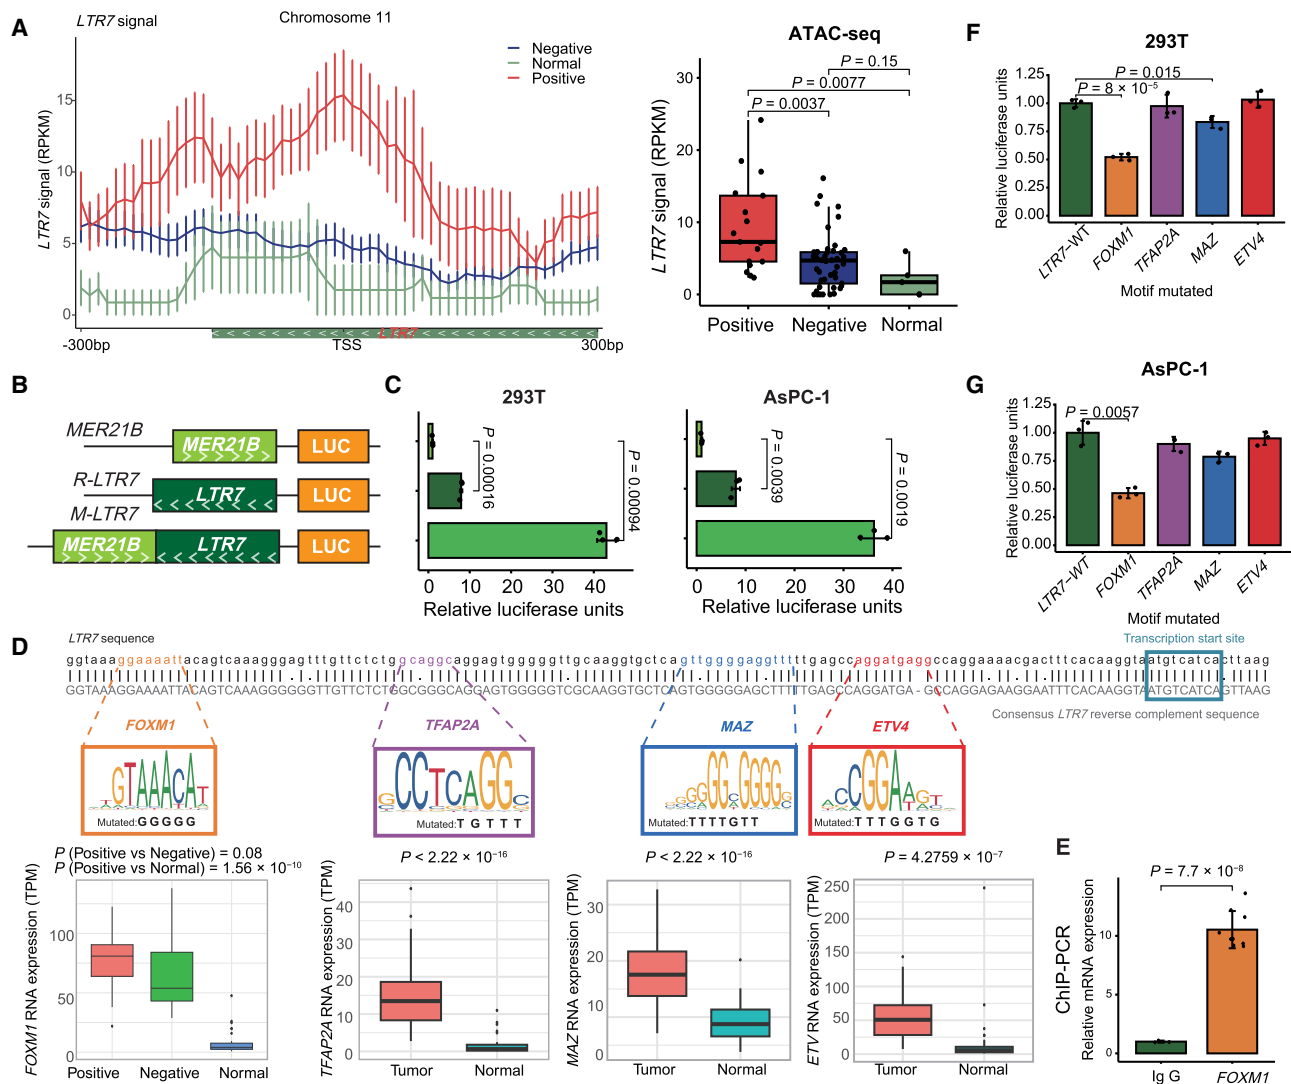 A
LTR7 signal
Chromosome 11
Negative
Normal
Positive
LTR7 signal (RPKM)
15
10
5
0
LTR7
-300bp
TSS
300bp
ATAC-seq
P = 0.15
P = 0.0077
P = 0.0037
LTR7 signal (RPKM)
30
20
10
0
Positive
Negative
Normal
F
293T
P = 0.015
P = 8 × 10⁻⁵
Relative luciferase units
1.25
1.00
0.75
0.50
0.25
0.00
LTR7-WT
FOXM1
TFAP2A
MAZ
ETV4
Motif mutated
B
MER21B
MER21B
LUC
R-LTR7
LTR7
LUC
M-LTR7
MER21B
LTR7
LUC
C
293T
P = 0.00016
P = 0.00094
0
10
20
30
40
Relative luciferase units
AsPC-1
P = 0.0039
P = 0.0019
0
10
20
30
40
Relative luciferase units
G
AsPC-1
P = 0.0057
Relative luciferase units
1.25
1.00
0.75
0.50
0.25
0.00
LTR7-WT
FOXM1
TFAP2A
MAZ
ETV4
Motif mutated
D
LTR7 sequence
Transcription start site
ggtaaaggaaaattacagtcaaagggagtttgttctctggcaggcaggagtggggggtcgcaaggtgctcagttggggaggtttttgagccaggatgaggccaggaaaacgactttcacaaggtaatgtcatcacttaag
GGTAAAGGAAAATTACAGTCAAAGGGGGGTTGTTCTCTGGCGGGCAGGAGTGGGGGTCGCAAGGTGCTCAGTGGGGGAGCTTTTTGAGCCAGGATGA-GCCAGGAGAAGGAATTTCACAAGGTAATGTCATCAGTTAAG
Consensus LTR7 reverse complement sequence
FOXM1
Mutated:GGGGG
TFAP2A
Mutated:TGTTT
MAZ
Mutated:TTTTGTT
ETV4
Mutated:TTTGGTG
P (Positive vs Negative) = 0.08
P (Positive vs Normal) = 1.56 × 10⁻¹⁰
FOXM1 RNA expression (TPM)
100
50
0
Positive
Negative
Normal
P < 2.22 × 10⁻¹⁶
TFAP2A RNA expression (TPM)
40
30
20
10
0
Tumor
Normal
P < 2.22 × 10⁻¹⁶
MAZ RNA expression (TPM)
30
20
10
0
Tumor
Normal
P = 4.2759 × 10⁻⁷
ETV RNA expression (TPM)
250
200
150
100
50
0
Tumor
Normal
E
P = 7.7 × 10⁻⁸
ChIP-PCR
Relative mRNA expression
10
5
0
Ig G
FOXM1